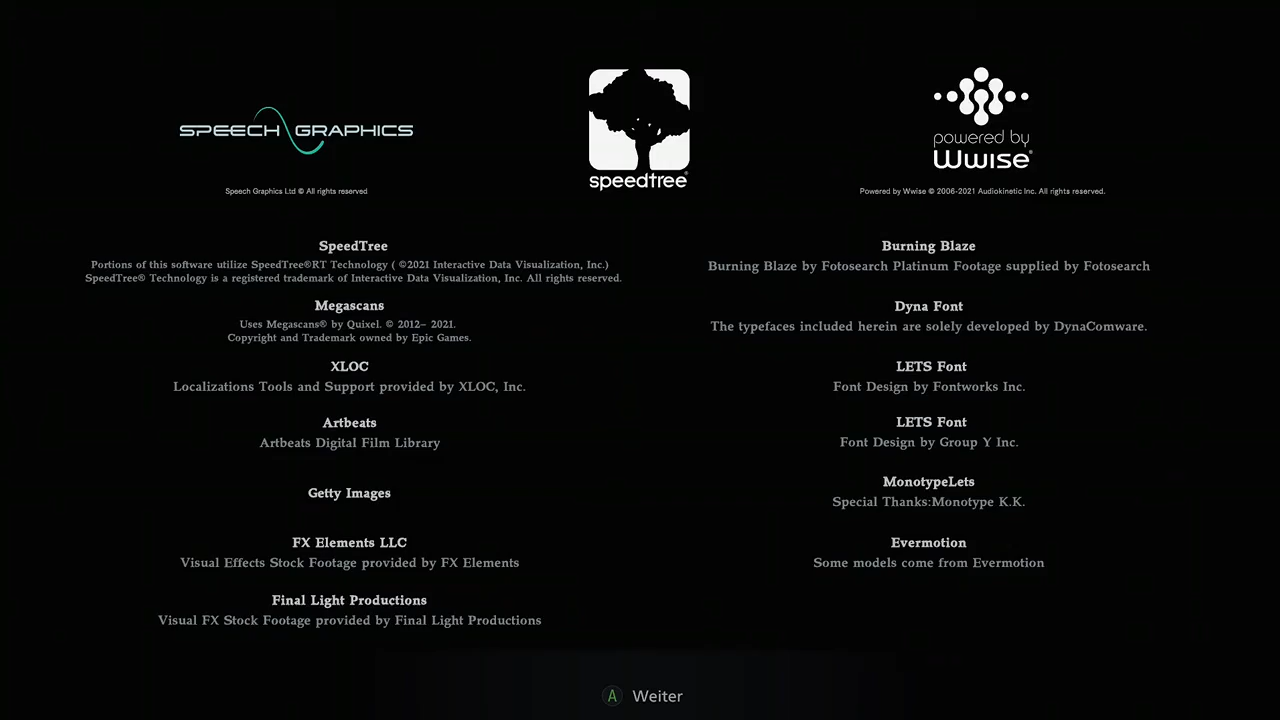 SPEECH GRAPHICS
Speech Graphics Ltd © All rights reserved
speedtree®
powered by
Wwise®
Powered by Wwise © 2006-2021 Audiokinetic Inc. All rights reserved.
SpeedTree
Portions of this software utilize SpeedTree®RT Technology ( ©2021 Interactive Data Visualization, Inc.)
SpeedTree® Technology is a registered trademark of Interactive Data Visualization, Inc. All rights reserved.
Megascans
Uses Megascans® by Quixel. © 2012– 2021.
Copyright and Trademark owned by Epic Games.
XLOC
Localizations Tools and Support provided by XLOC, Inc.
Artbeats
Artbeats Digital Film Library
Getty Images
FX Elements LLC
Visual Effects Stock Footage provided by FX Elements
Final Light Productions
Visual FX Stock Footage provided by Final Light Productions
Burning Blaze
Burning Blaze by Fotosearch Platinum Footage supplied by Fotosearch
Dyna Font
The typefaces included herein are solely developed by DynaComware.
LETS Font
Font Design by Fontworks Inc.
LETS Font
Font Design by Group Y Inc.
MonotypeLets
Special Thanks:Monotype K.K.
Evermotion
Some models come from Evermotion
A Weiter